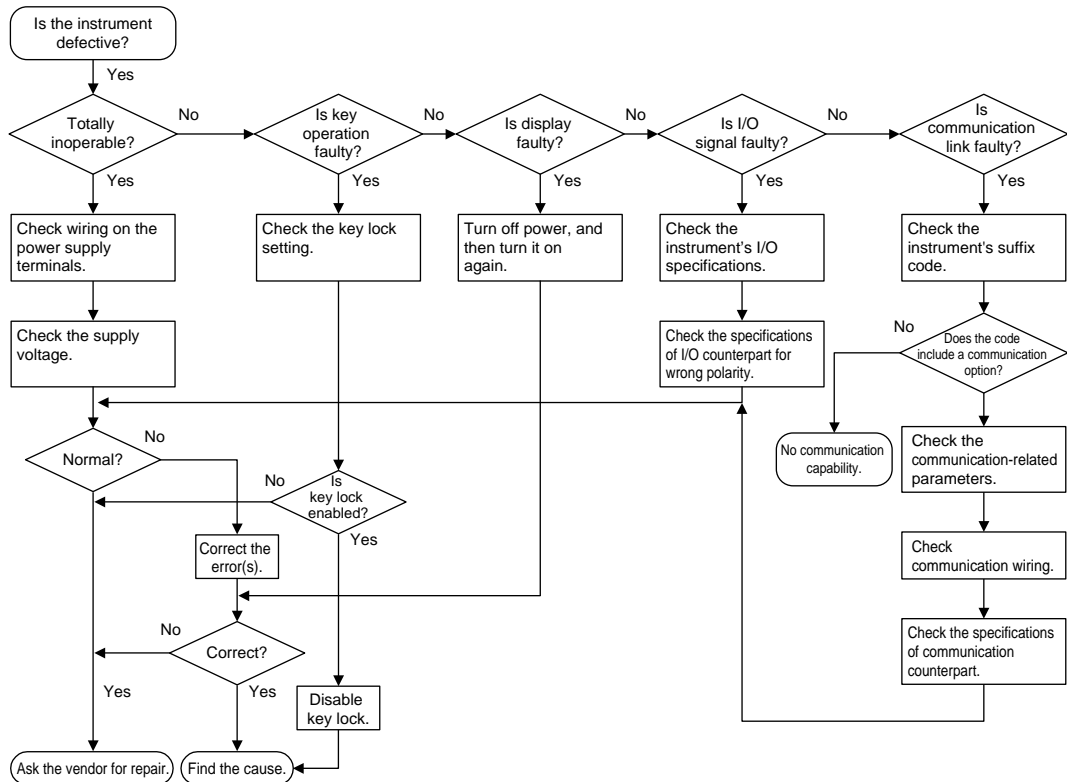 Is the instrument
defective?
Yes
Totally
inoperable?
No
Is key
operation
faulty?
No
Is display
faulty?
No
Is I/O
signal faulty?
No
Is
communication
link faulty?
Yes
Yes
Yes
Yes
Yes
Check wiring on the
power supply
terminals.
Check the key lock
setting.
Turn off power, and
then turn it on
again.
Check the
instrument's I/O
specifications.
Check the
instrument's suffix
code.
Check the supply
voltage.
Check the specifications
of I/O counterpart for
wrong polarity.
No
Does the code
include a communication
option?
No communication
capability.
Check the
communication-related
parameters.
Normal?
No
No
Is
key lock
enabled?
Yes
Correct the
error(s).
Check
communication wiring.
Check the specifications
of communication
counterpart.
No
Correct?
Yes
Yes
Disable
key lock.
Ask the vendor for repair.
Find the cause.